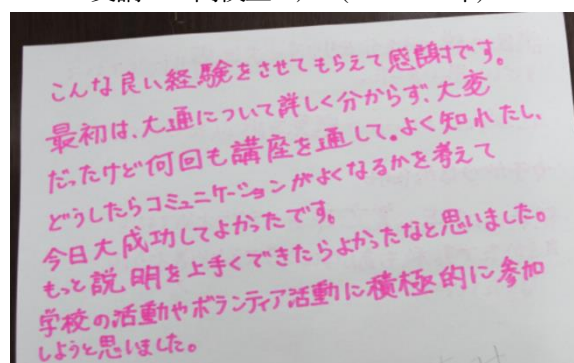 こんな良い経験をさせてもらえて感謝です。
最初は、大通について詳しく分からず、大変
だったけど何回も講座を通して。よく知れたし、
どうしたらコミュニケーションがよくなるかを考えて
今日大成功してよかったです。
もっと説明を上手くできたらよかったなと思いました。
学校の活動やボランティア活動に積極的に参加
しようと思いました。